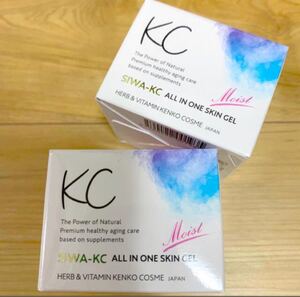 KC
The Power of Natural
Premium healthy aging care
based on supplements
SIWA-KC ALL IN ONE SKIN GEL
Moist
HERB & VITAMIN KENKO COSME JAPAN
KC
The Power of Natural
Premium healthy aging care
based on supplements
Moist
SIWA-KC ALL IN ONE SKIN GEL
HERB & VITAMIN KENKO COSME JAPAN